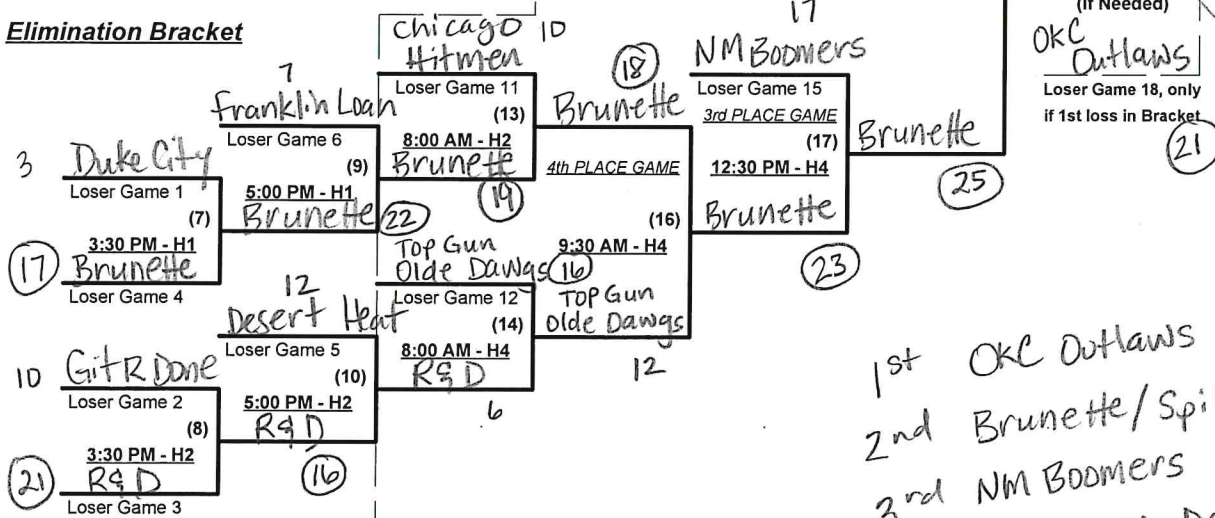 Elimination Bracket
Chicago 10
Hitmen
Loser Game 11
(13)
8:00 AM - H2
Brunette
19
7
Franklin Loan
Loser Game 6
(9)
5:00 PM - H1
Brunette 22
3 Duke City
Loser Game 1
(7)
3:30 PM - H1
17 Brunette
Loser Game 4
12
Desert Heat
Loser Game 5
(10)
5:00 PM - H2
R&D
16
10 Git R Done
Loser Game 2
(8)
3:30 PM - H2
21 R&D
Loser Game 3
Top Gun
Olde Dawgs 16
Loser Game 12
(14)
8:00 AM - H4
R&D
6
18
Brunette
4th PLACE GAME
(16)
9:30 AM - H4
Top Gun
Olde Dawgs
12
17
NM Boomers
Loser Game 15
3rd PLACE GAME
(17)
12:30 PM - H4
Brunette
23
Brunette
25
(If Needed)
OKC
Outlaws
Loser Game 18, only
if 1st loss in Bracket
21
1st OKC Outlaws
2nd Brunette/Spi
3rd NM Boomers